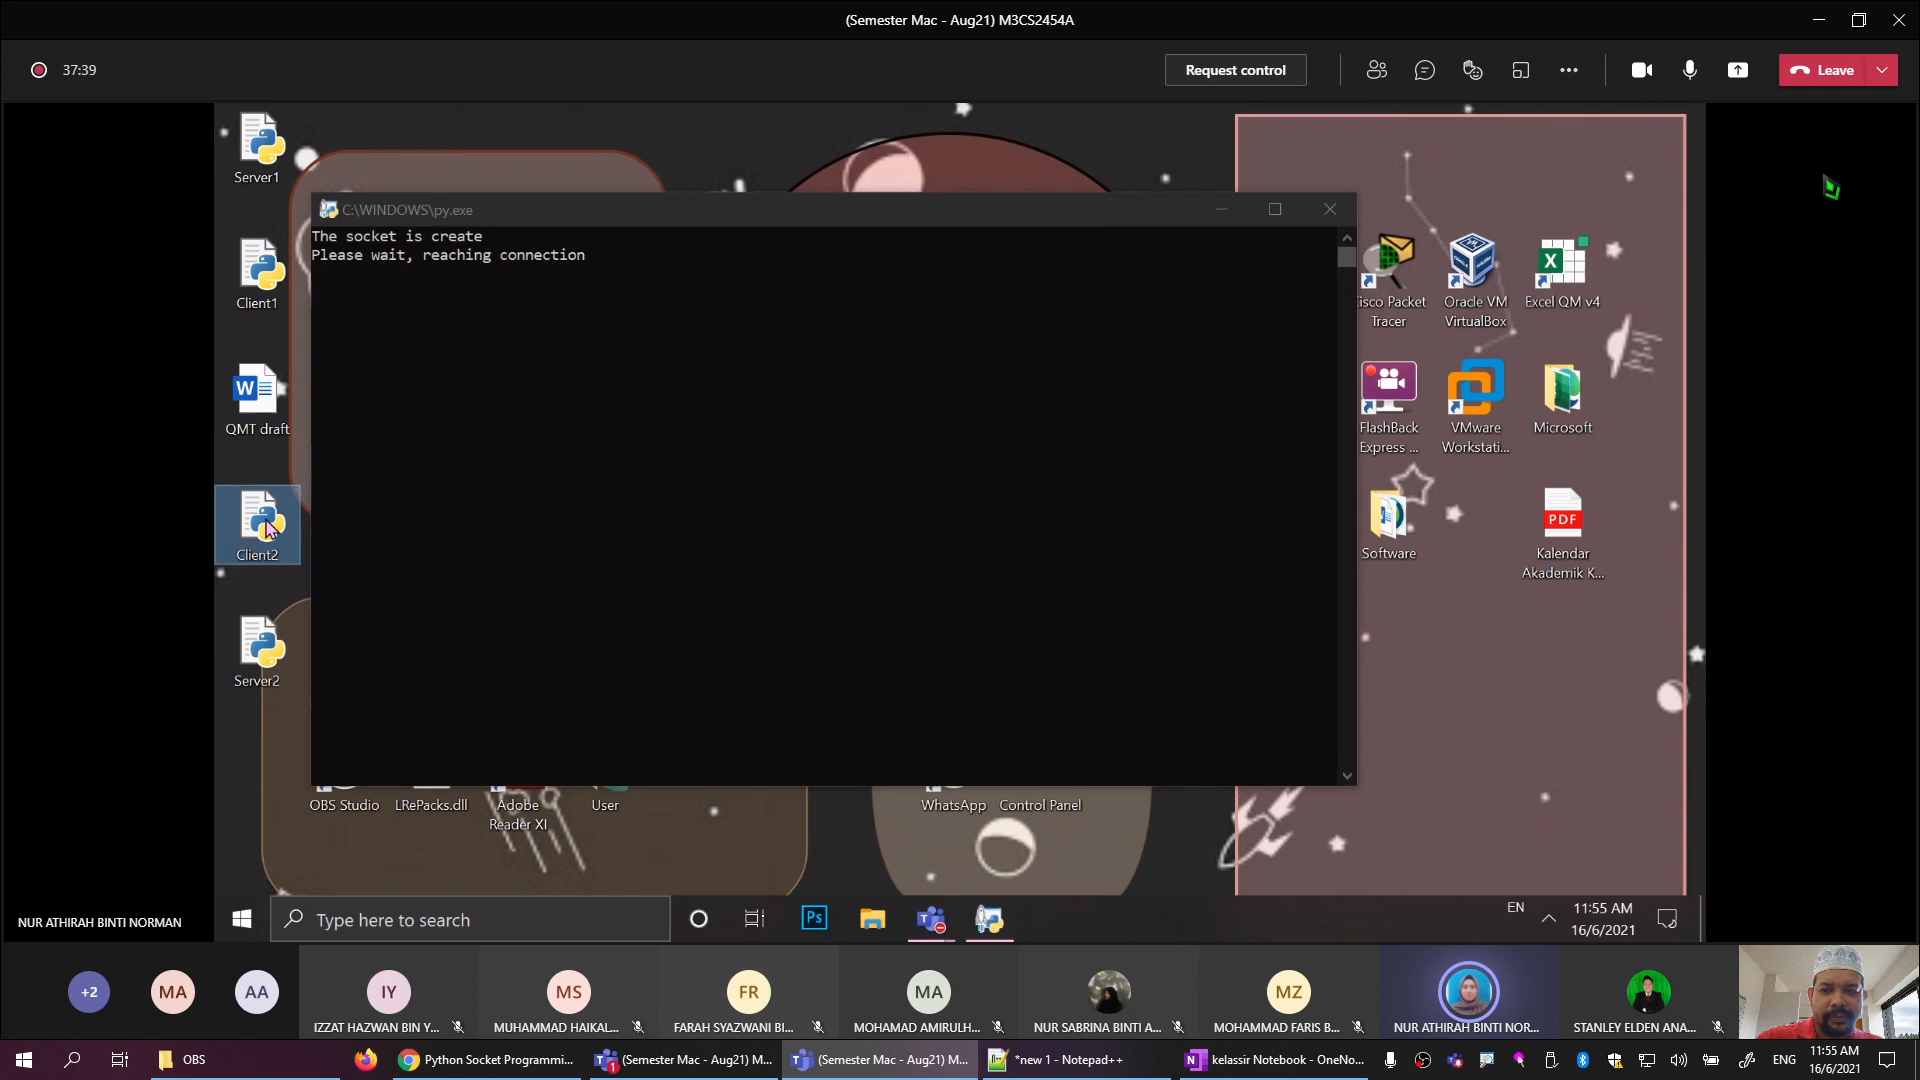 (Semester Mac - Aug21) M3CS2454A
37:39
Request control
Leave
Server1
Client1
QMT draft
Client2
Server2
C:\WINDOWS\py.exe
The socket is create
Please wait, reaching connection
isco Packet
Tracer
Oracle VM
VirtualBox
Excel QM v4
FlashBack
Express ...
VMware
Workstati...
Microsoft
Software
PDF
Kalendar
Akademik K...
OBS Studio
LRePacks.dll
Adobe
Reader XI
User
WhatsApp
Control Panel
NUR ATHIRAH BINTI NORMAN
Type here to search
Ps
EN
11:55 AM
16/6/2021
+2
MA
AA
IY
IZZAT HAZWAN BIN Y...
MS
MUHAMMAD HAIKAL...
FR
FARAH SYAZWANI BI...
MA
MOHAMAD AMIRULH...
NUR SABRINA BINTI A...
MZ
MOHAMMAD FARIS B...
NUR ATHIRAH BINTI NOR...
STANLEY ELDEN ANA...
OBS
Python Socket Programmi...
(Semester Mac - Aug21) M...
(Semester Mac - Aug21) M...
*new 1 - Notepad++
kelassir Notebook - OneNo...
ENG
11:55 AM
16/6/2021